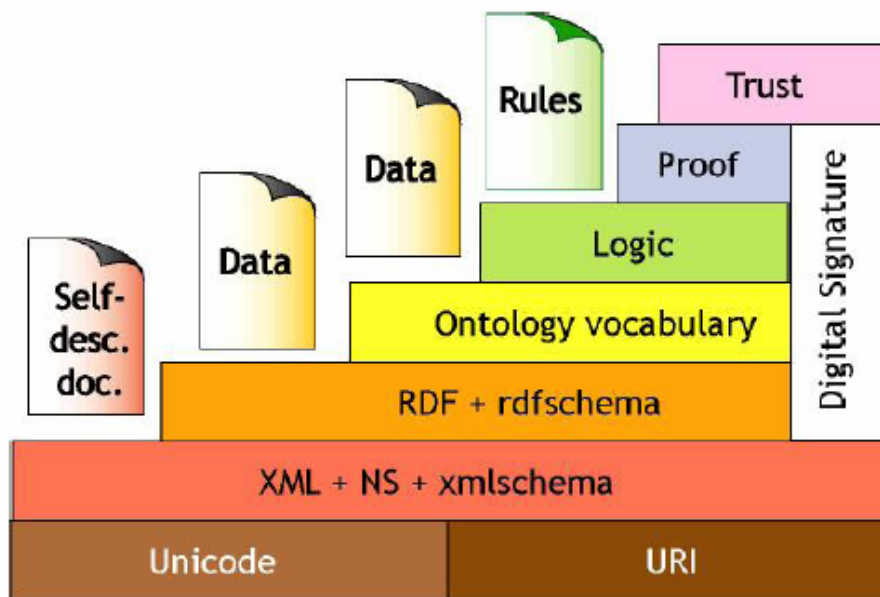 Rules
Trust
Data
Proof
Data
Logic
Self-
desc.
doc.
Ontology vocabulary
Digital Signature
RDF + rdfschema
XML + NS + xmlschema
Unicode
URI